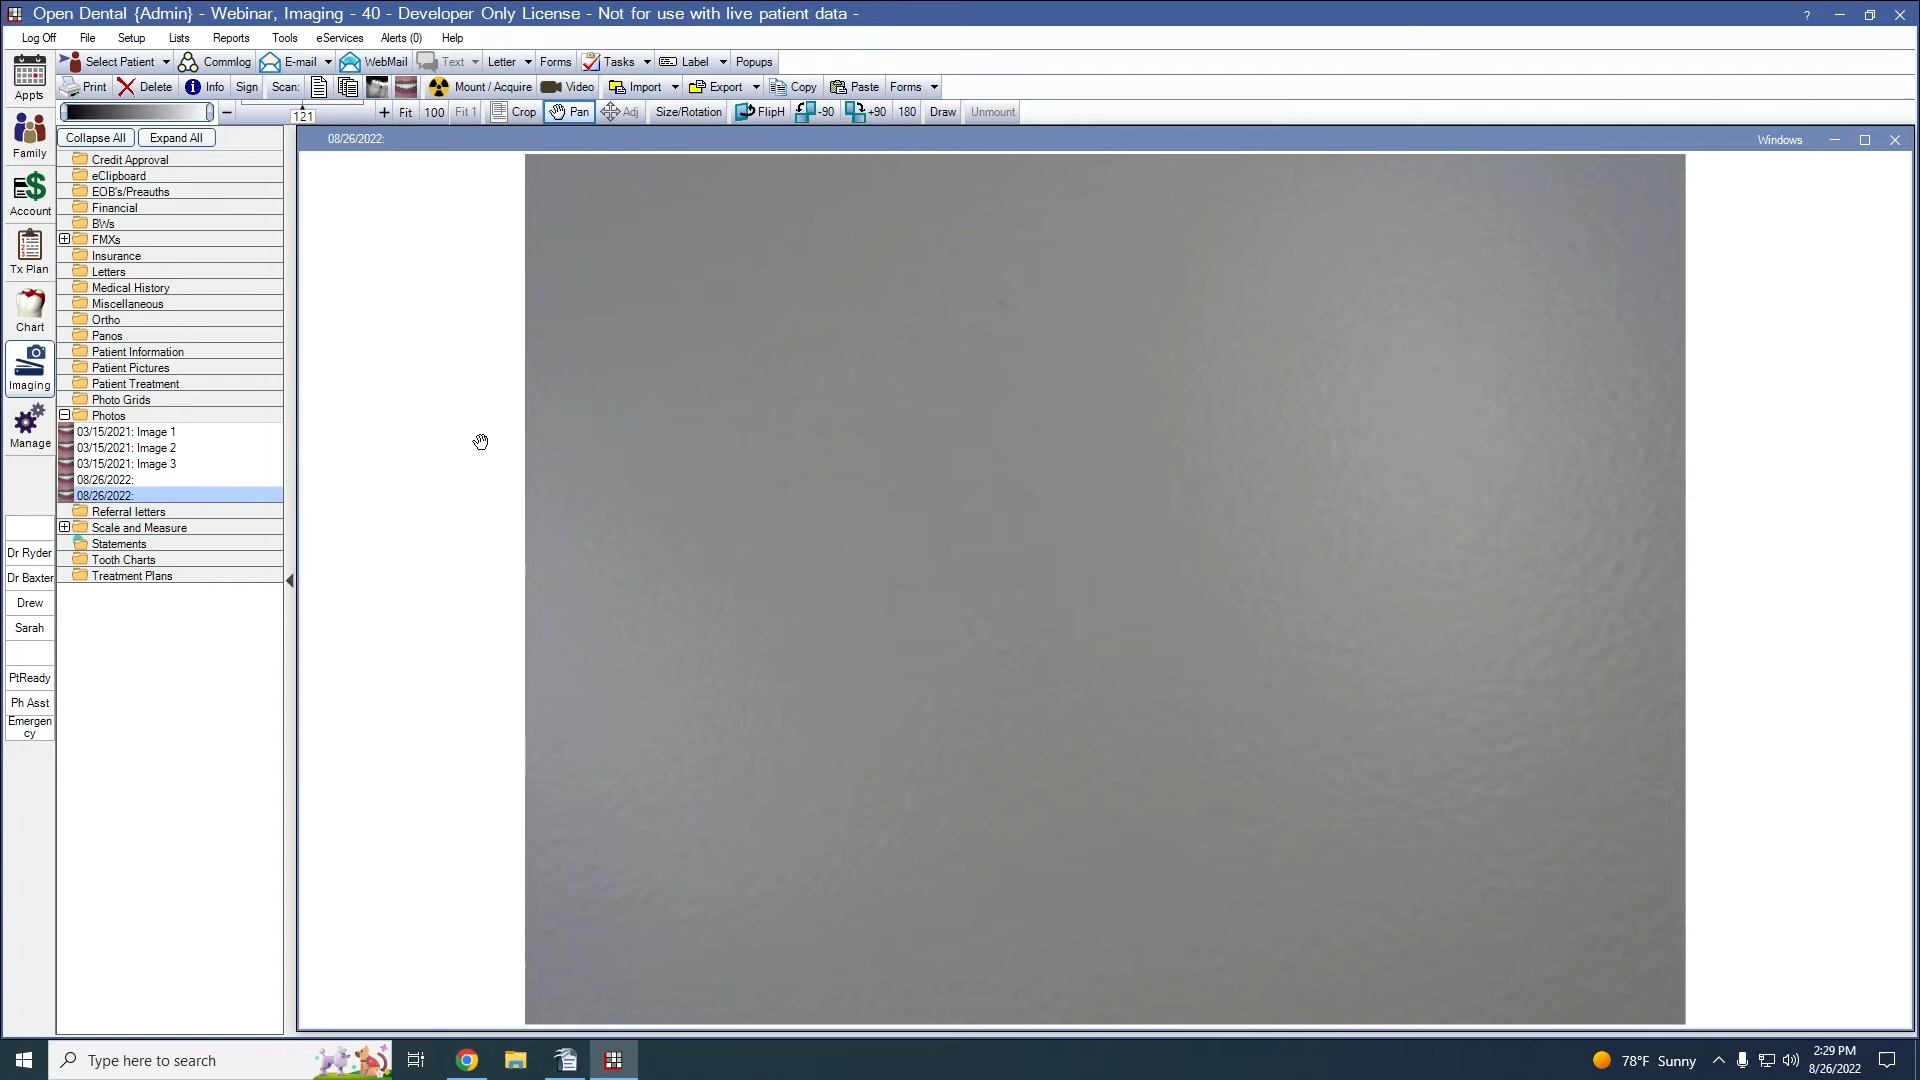 Open Dental {Admin} - Webinar, Imaging - 40 - Developer Only License - Not for use with live patient data -
Log Off File Setup Lists Reports Tools eServices Alerts (0) Help
Select Patient Commlog E-mail WebMail Text Letter Forms Tasks Label Popups
Print Delete Info Sign Scan: Mount / Acquire Video Import Export Copy Paste Forms
121 Fit 100 Fit 1 Crop Pan Adj Size/Rotation FlipH -90 +90 180 Draw Unmount
Collapse All Expand All
Appts
Family
Account
Tx Plan
Chart
Imaging
Manage
Dr Ryder
Dr Baxter
Drew
Sarah
PtReady
Ph Asst
Emergen
cy
Credit Approval
eClipboard
EOB's/Preauths
Financial
BWs
FMXs
Insurance
Letters
Medical History
Miscellaneous
Ortho
Panos
Patient Information
Patient Pictures
Patient Treatment
Photo Grids
Photos
03/15/2021: Image 1
03/15/2021: Image 2
03/15/2021: Image 3
08/26/2022:
08/26/2022:
Referral letters
Scale and Measure
Statements
Tooth Charts
Treatment Plans
08/26/2022: Windows
Type here to search
78°F Sunny
2:29 PM
8/26/2022